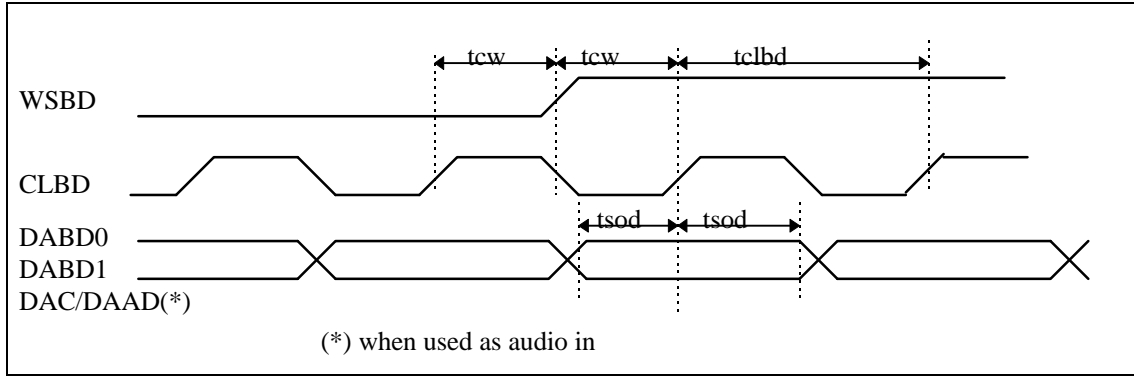 tcw tcw tclbd
WSBD
CLBD
tsod tsod
DABD0
DABD1
DAC/DAAD(*)
(*) when used as audio in